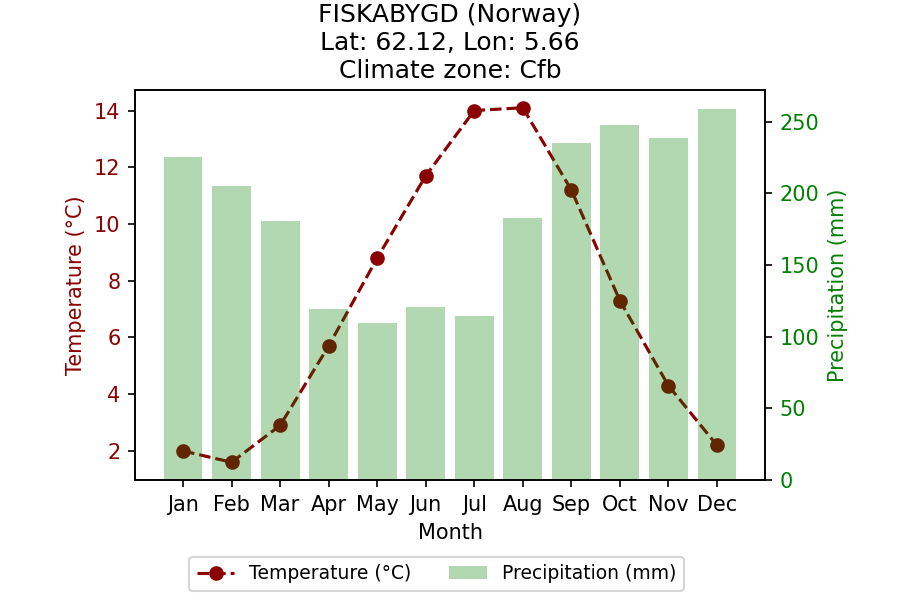 FISKABYGD (Norway)
Lat: 62.12, Lon: 5.66
Climate zone: Cfb
Temperature (°C)
14
12
10
8
6
4
2
250
200
150
100
50
0
Precipitation (mm)
Jan Feb Mar Apr May Jun Jul Aug Sep Oct Nov Dec
Month
Temperature (°C) Precipitation (mm)